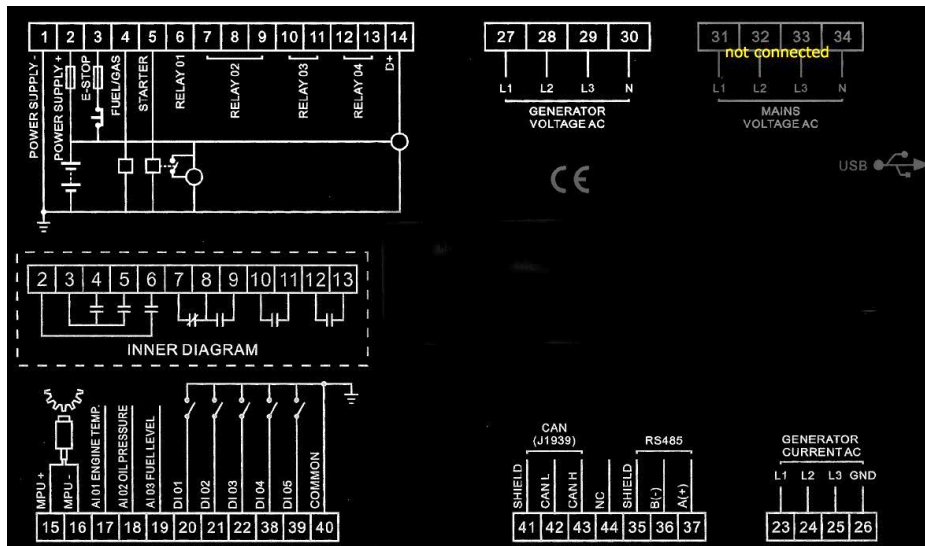 1 2 3 4 5 6 7 8 9 10 11 12 13 14
POWER SUPPLY -
POWER SUPPLY +
E-STOP
FUEL/GAS
STARTER
RELAY 01
RELAY 02
RELAY 03
RELAY 04
D+
27 28 29 30
L1 L2 L3 N
GENERATOR
VOLTAGE AC
31 32 33 34
not connected
L1 L2 L3 N
MAINS
VOLTAGE AC
USB
CE
2 3 4 5 6 7 8 9 10 11 12 13
INNER DIAGRAM
MPU +
MPU -
AI 01 ENGINE TEMP.
AI 02 OIL PRESSURE
AI 03 FUEL LEVEL
DI 01
DI 02
DI 03
DI 04
DI 05
COMMON
15 16 17 18 19 20 21 22 38 39 40
CAN
(J1939)
RS485
SHIELD
CAN L
CAN H
NC
SHIELD
B(-)
A(+)
41 42 43 44 35 36 37
GENERATOR
CURRENT AC
L1 L2 L3 GND
23 24 25 26